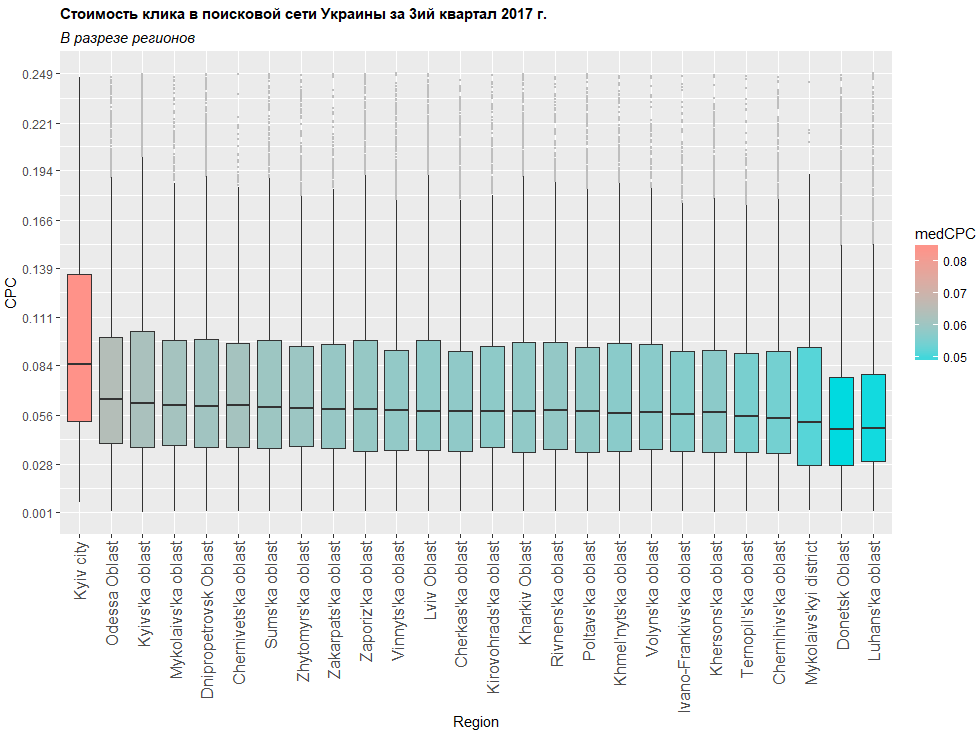 Стоимость клика в поисковой сети Украины за 3ий квартал 2017 г.
В разрезе регионов
CPC
0.249
0.221
0.194
0.166
0.139
0.111
0.084
0.056
0.028
0.001
Kyiv city
Odessa Oblast
Kyivs'ka oblast
Mykolaivs'ka oblast
Dnipropetrovsk Oblast
Chernivets'ka oblast
Sums'ka oblast
Zhytomyrs'ka oblast
Zakarpats'ka oblast
Zaporiz'ka oblast
Vinnyts'ka oblast
Lviv Oblast
Cherkas'ka oblast
Kirovohrads'ka oblast
Kharkiv Oblast
Rivnens'ka oblast
Poltavs'ka oblast
Khmel'nyts'ka oblast
Volyns'ka oblast
Ivano-Frankivs'ka oblast
Khersons'ka oblast
Ternopil's'ka oblast
Chernihivs'ka oblast
Mykolaivs'kyi district
Donetsk Oblast
Luhans'ka oblast
Region
medCPC
0.08
0.07
0.06
0.05